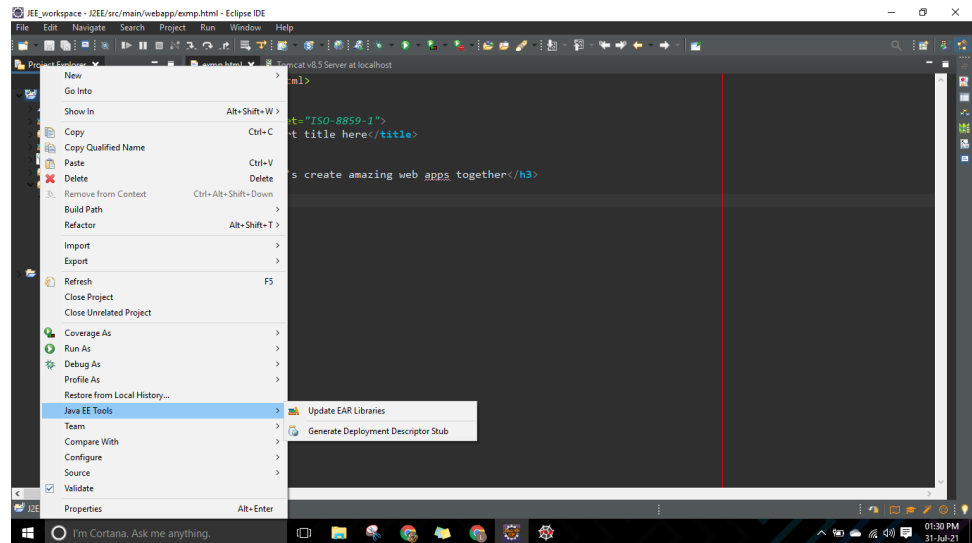 JEE_workspace - J2EE/src/main/webapp/exmp.html - Eclipse IDE
File Edit Navigate Search Project Run Window Help
Project Explorer exmp.html Tomcat v8.5 Server at localhost
New
Go Into
Show In Alt+Shift+W >
Copy Ctrl+C
Copy Qualified Name
Paste Ctrl+V
Delete Delete
Remove from Context Ctrl+Alt+Shift+Down
Build Path
Refactor Alt+Shift+T >
Import
Export
Refresh F5
Close Project
Close Unrelated Project
Coverage As
Run As
Debug As
Profile As
Restore from Local History...
Java EE Tools
Team
Compare With
Configure
Source
Validate
Properties Alt+Enter
Update EAR Libraries
Generate Deployment Descriptor Stub
ml>
et="ISO-8859-1">
t title here</title>
's create amazing web apps together</h3>
J2E
I'm Cortana. Ask me anything.
01:30 PM
31-Jul-21